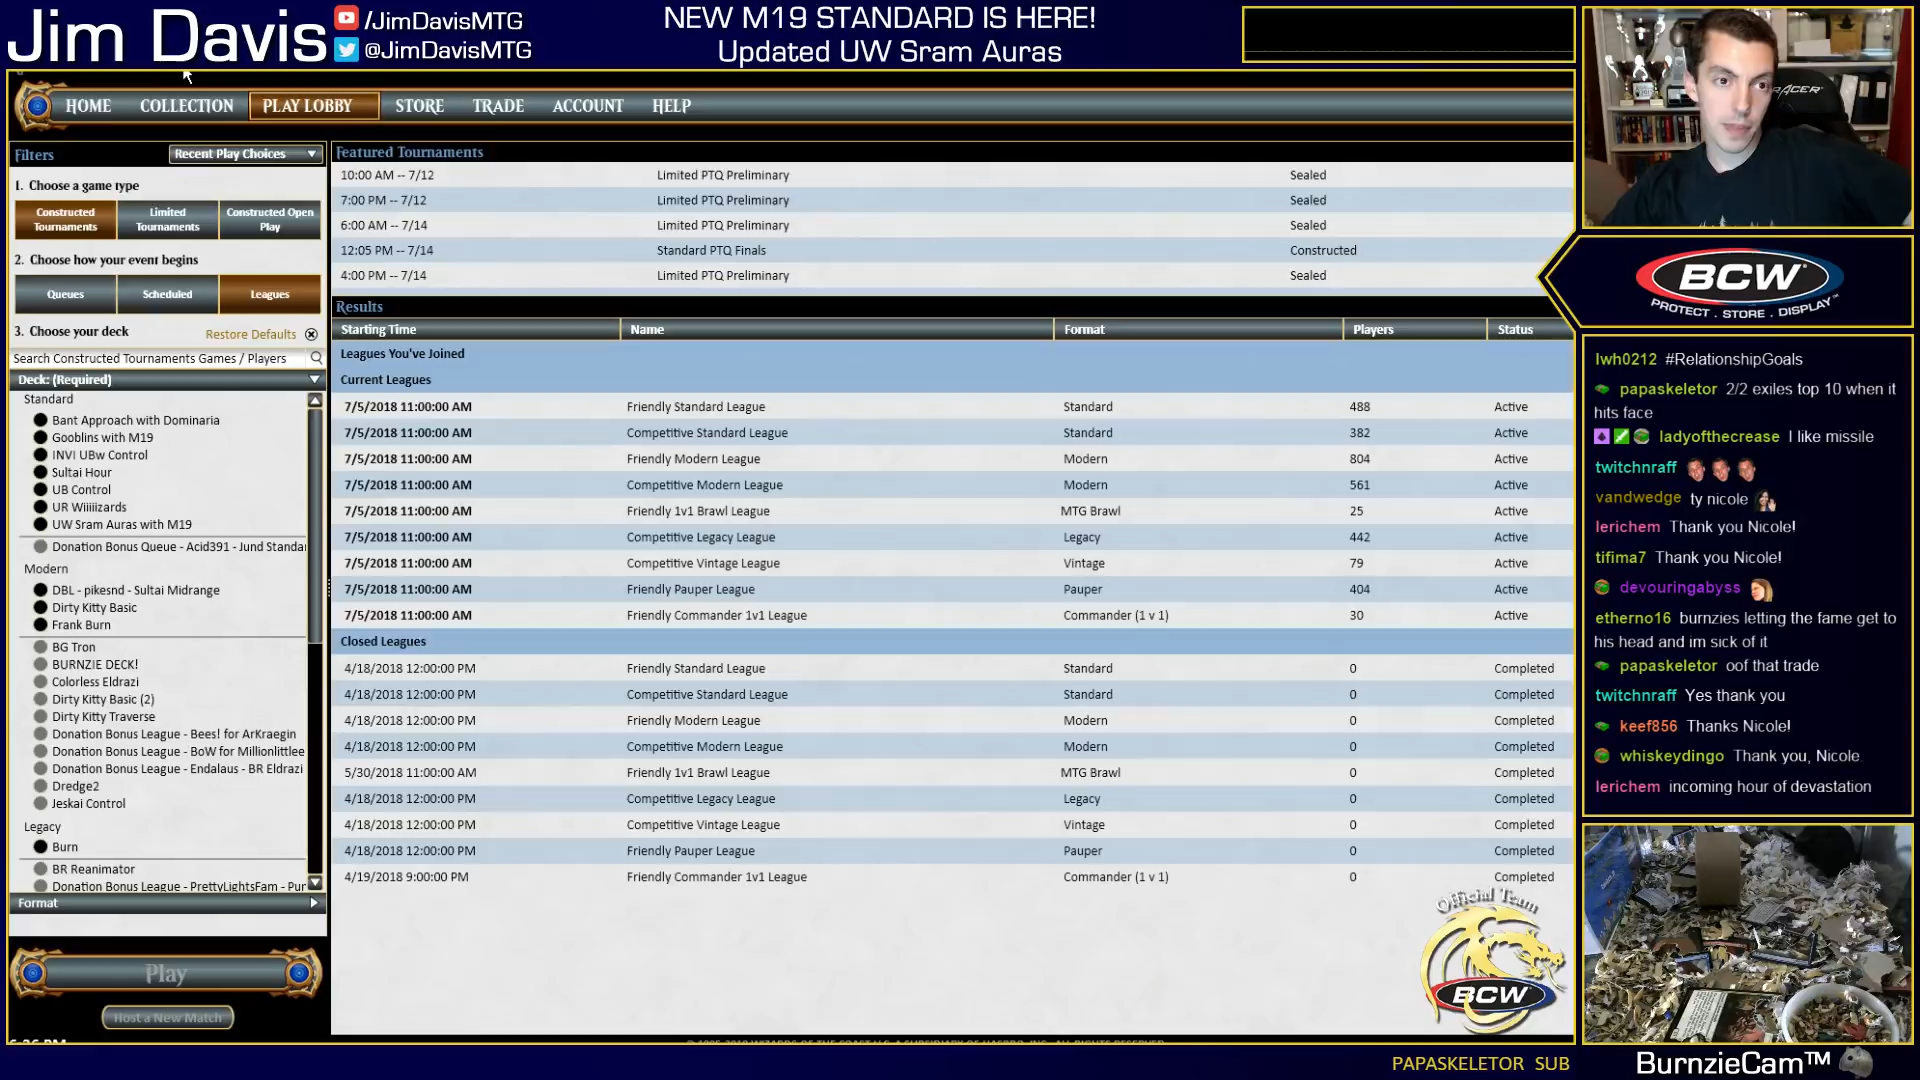 Jim Davis
/JimDavisMTG
@JimDavisMTG
NEW M19 STANDARD IS HERE!
Updated UW Sram Auras
HOME COLLECTION PLAY LOBBY STORE TRADE ACCOUNT HELP
Filters
Recent Play Choices
1. Choose a game type
Constructed Tournaments
Limited Tournaments
Constructed Open Play
2. Choose how your event begins
Queues
Scheduled
Leagues
3. Choose your deck
Restore Defaults
Search Constructed Tournaments Games / Players
Deck: (Required)
Standard
Bant Approach with Dominaria
Gooblins with M19
INVI UBw Control
Sultai Hour
UB Control
UR Wiiiiizards
UW Sram Auras with M19
Donation Bonus Queue - Acid391 - Jund Standar
Modern
DBL - pikesnd - Sultai Midrange
Dirty Kitty Basic
Frank Burn
BG Tron
BURNZIE DECK!
Colorless Eldrazi
Dirty Kitty Basic (2)
Dirty Kitty Traverse
Donation Bonus League - Bees! for ArKraegin
Donation Bonus League - BoW for Millionlittlee
Donation Bonus League - Endalaus - BR Eldrazi
Dredge2
Jeskai Control
Legacy
Burn
BR Reanimator
Donation Bonus League - PrettyLightsFam - Pur
Format
Play
Host a New Match
Featured Tournaments
10:00 AM -- 7/12 Limited PTQ Preliminary Sealed
7:00 PM -- 7/12 Limited PTQ Preliminary Sealed
6:00 AM -- 7/14 Limited PTQ Preliminary Sealed
12:05 PM -- 7/14 Standard PTQ Finals Constructed
4:00 PM -- 7/14 Limited PTQ Preliminary Sealed
Results
Starting Time Name Format Players Status
Leagues You've Joined
Current Leagues
7/5/2018 11:00:00 AM Friendly Standard League Standard 488 Active
7/5/2018 11:00:00 AM Competitive Standard League Standard 382 Active
7/5/2018 11:00:00 AM Friendly Modern League Modern 804 Active
7/5/2018 11:00:00 AM Competitive Modern League Modern 561 Active
7/5/2018 11:00:00 AM Friendly 1v1 Brawl League MTG Brawl 25 Active
7/5/2018 11:00:00 AM Competitive Legacy League Legacy 442 Active
7/5/2018 11:00:00 AM Competitive Vintage League Vintage 79 Active
7/5/2018 11:00:00 AM Friendly Pauper League Pauper 404 Active
7/5/2018 11:00:00 AM Friendly Commander 1v1 League Commander (1 v 1) 30 Active
Closed Leagues
4/18/2018 12:00:00 PM Friendly Standard League Standard 0 Completed
4/18/2018 12:00:00 PM Competitive Standard League Standard 0 Completed
4/18/2018 12:00:00 PM Friendly Modern League Modern 0 Completed
4/18/2018 12:00:00 PM Competitive Modern League Modern 0 Completed
5/30/2018 11:00:00 AM Friendly 1v1 Brawl League MTG Brawl 0 Completed
4/18/2018 12:00:00 PM Competitive Legacy League Legacy 0 Completed
4/18/2018 12:00:00 PM Competitive Vintage League Vintage 0 Completed
4/18/2018 12:00:00 PM Friendly Pauper League Pauper 0 Completed
4/19/2018 9:00:00 PM Friendly Commander 1v1 League Commander (1 v 1) 0 Completed
Official Team
BCW
BCW
PROTECT . STORE . DISPLAY
lwh0212 #RelationshipGoals
papaskeletor 2/2 exiles top 10 when it
hits face
ladyofthecrease I like missile
twitchnraff
vandwedge ty nicole
lerichem Thank you Nicole!
tifima7 Thank you Nicole!
devouringabyss
etherno16 burnzies letting the fame get to
his head and im sick of it
papaskeletor oof that trade
twitchnraff Yes thank you
keef856 Thanks Nicole!
whiskeydingo Thank you, Nicole
lerichem incoming hour of devastation
PAPASKELETOR SUB
BurnzieCam™